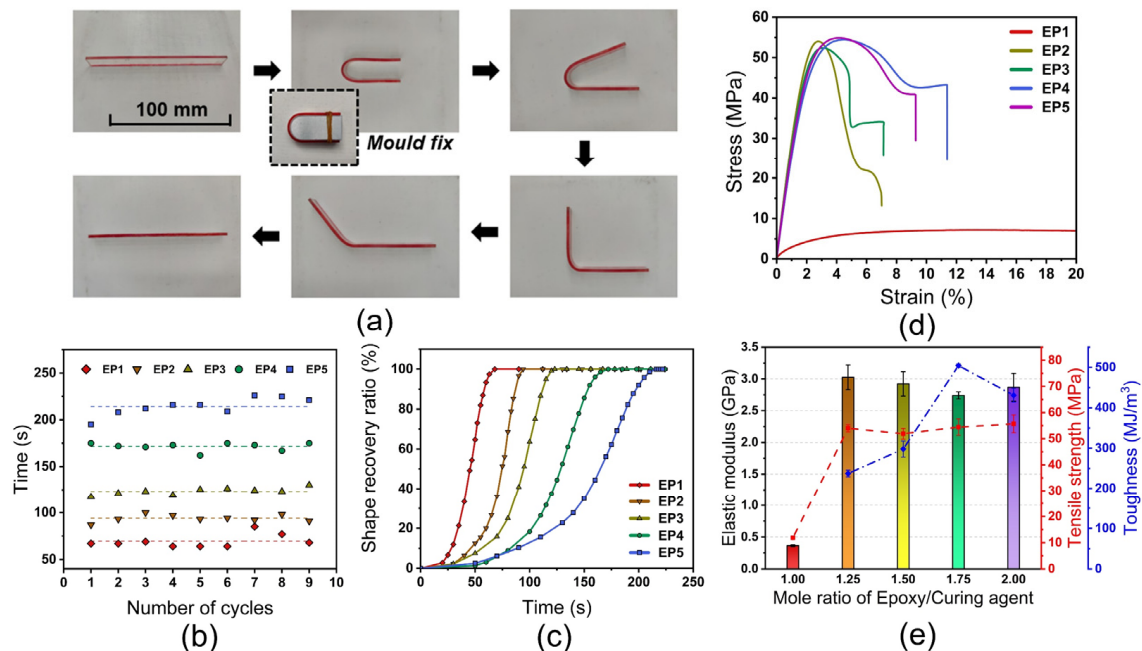 100 mm
Mould fix
(a)
EP1
EP2
EP3
EP4
EP5
Stress (MPa)
60
50
40
30
20
10
0
0 2 4 6 8 10 12 14 16 18 20
Strain (%)
(d)
EP1 EP2 EP3 EP4 EP5
Time (s)
250
200
150
100
50
0 1 2 3 4 5 6 7 8 9 10
Number of cycles
(b)
Shape recovery ratio (%)
100
80
60
40
20
0
EP1
EP2
EP3
EP4
EP5
0 50 100 150 200 250
Time (s)
(c)
Elastic modulus (GPa)
3.5
3.0
2.5
2.0
1.5
1.0
0.5
0.0
80
70
60
50
40
30
20
10
0
Tensile strength (MPa)
500
400
300
200
100
0
Toughness (MJ/m³)
1.00 1.25 1.50 1.75 2.00
Mole ratio of Epoxy/Curing agent
(e)